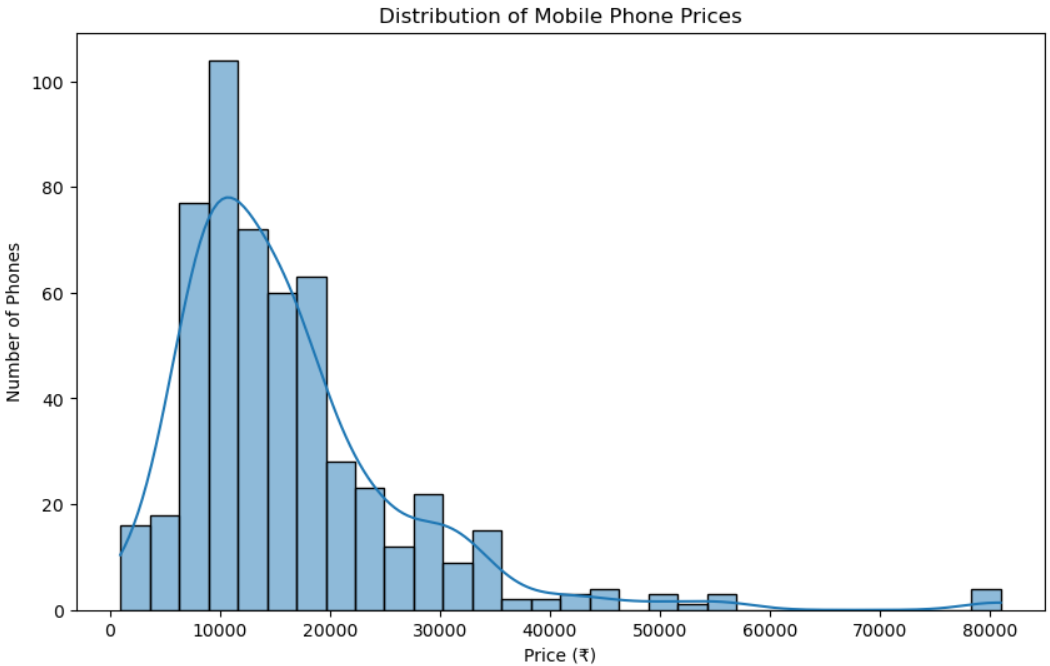 Distribution of Mobile Phone Prices
Number of Phones
100
80
60
40
20
0
0 10000 20000 30000 40000 50000 60000 70000 80000
Price (₹)